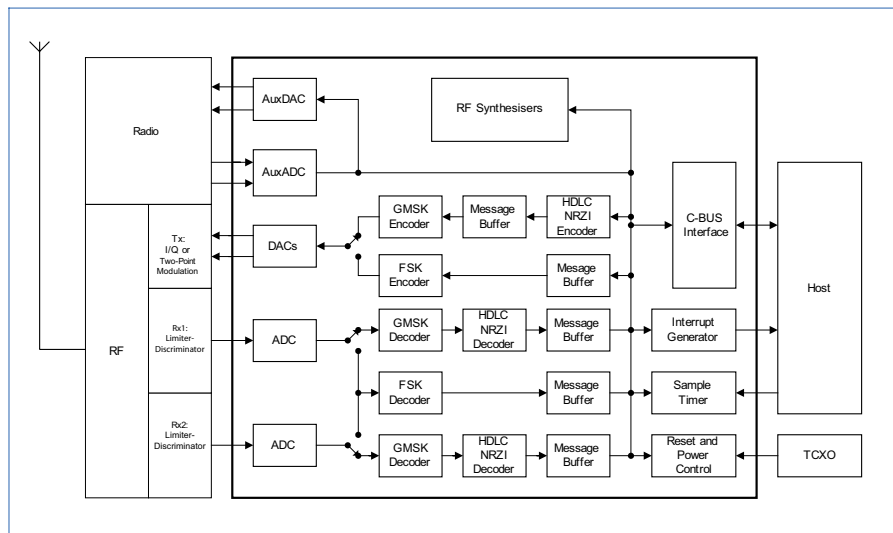 AuxDAC
RF Synthesisers
Radio
AuxADC
Tx:
I/Q or
Two-Point
Modulation
DACs
GMSK
Encoder
Message
Buffer
HDLC
NRZI
Encoder
C-BUS
Interface
Host
FSK
Encoder
Mesage
Buffer
RF
Rx1:
Limiter-
Discriminator
ADC
GMSK
Decoder
HDLC
NRZI
Decoder
Message
Buffer
Interrupt
Generator
FSK
Decoder
Message
Buffer
Sample
Timer
Rx2:
Limiter-
Discriminator
ADC
GMSK
Decoder
HDLC
NRZI
Decoder
Message
Buffer
Reset and
Power
Control
TCXO